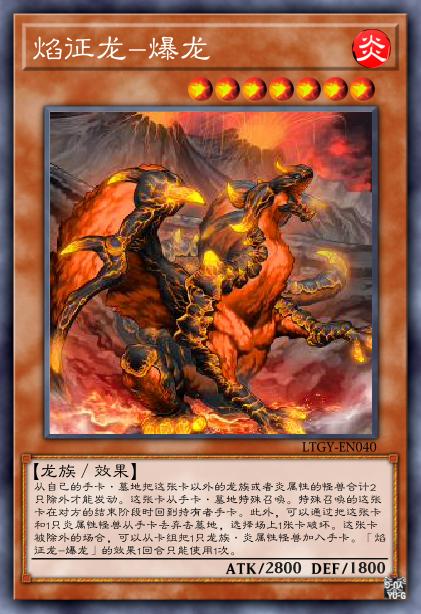 焰征龙-爆龙
炎
LTGY-EN040
【龙族/效果】
从自己的手卡·墓地把这张卡以外的龙族或者炎属性的怪兽合计2
只除外才能发动。这张卡从手卡·墓地特殊召唤。特殊召唤的这张
卡在对方的结束阶段时回到持有者手卡。此外,可以通过把这张卡
和1只炎属性怪兽从手卡丢弃去墓地,选择场上1张卡破坏。这张卡
被除外的场合,可以从卡组把1只龙族·炎属性怪兽加入手卡。「焰
征龙-爆龙」的效果1回合只能使用1次。
ATK/2800 DEF/1800